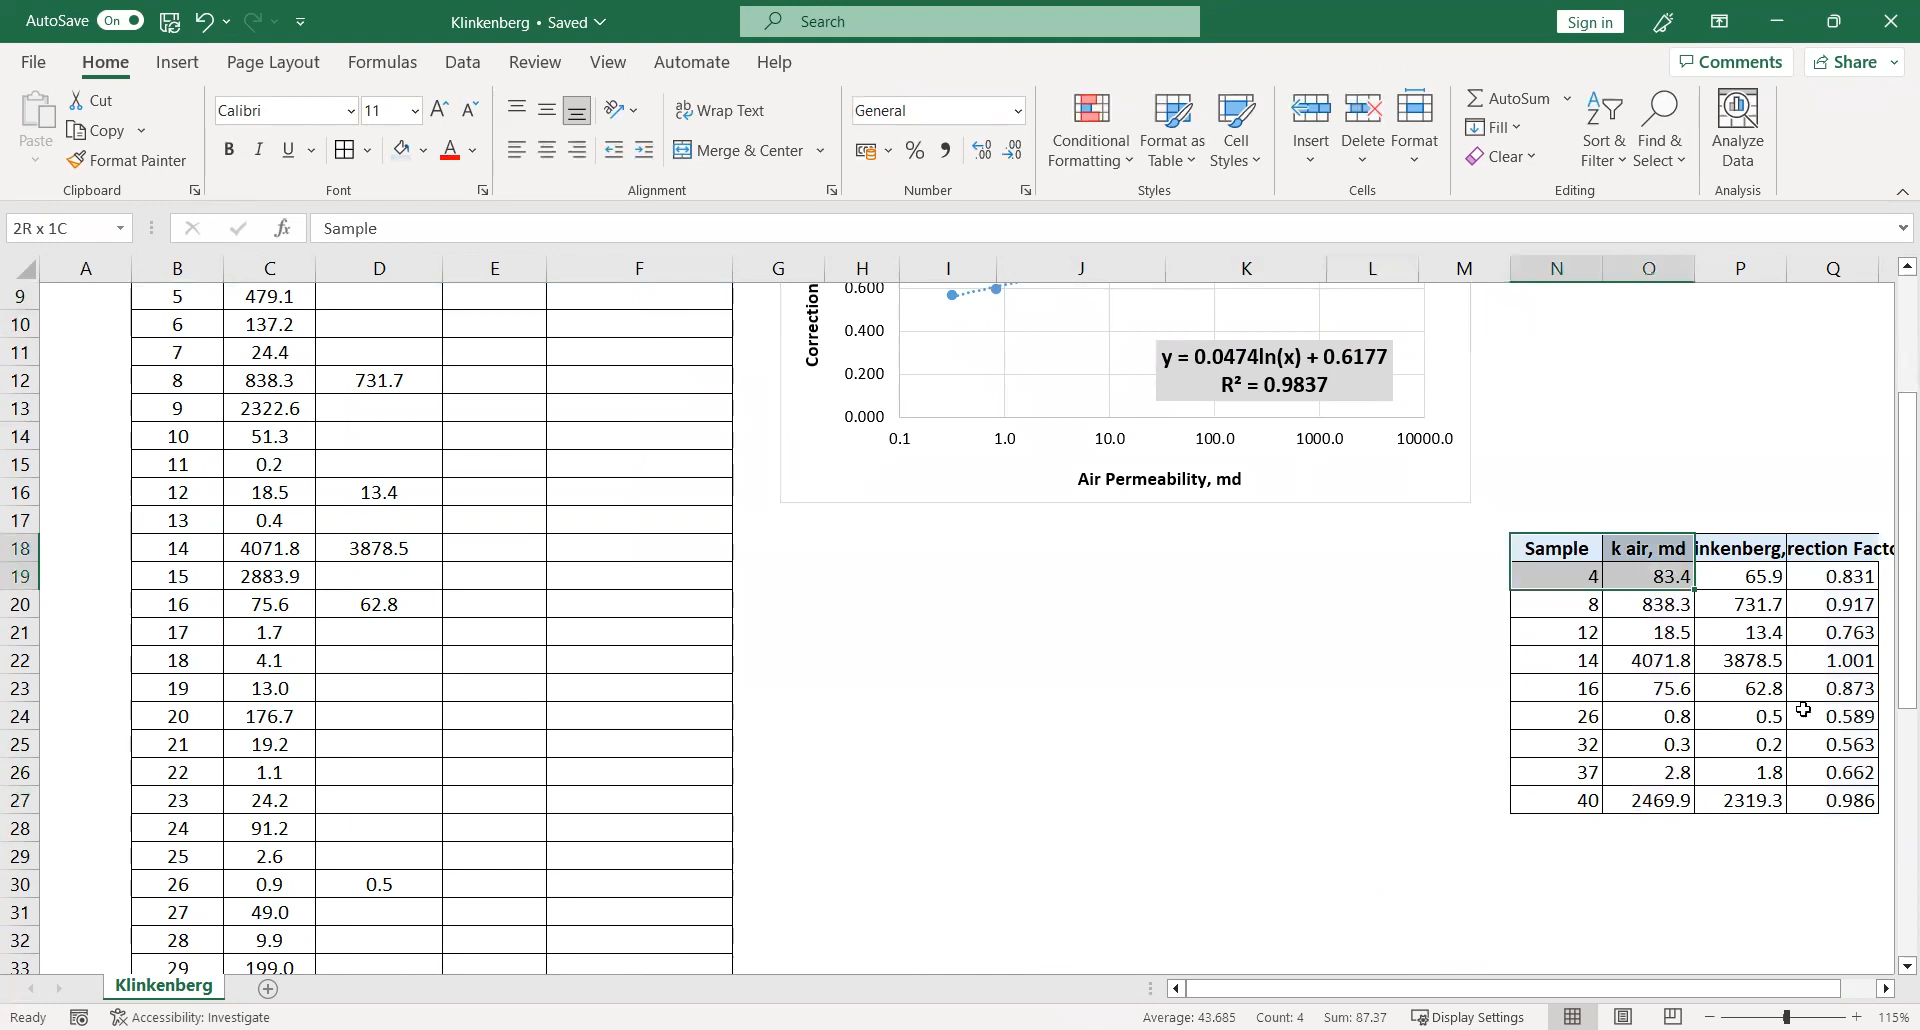 AutoSave On
Klinkenberg • Saved
Search
Sign in
File Home Insert Page Layout Formulas Data Review View Automate Help
Comments Share
Paste
Cut
Copy
Format Painter
Clipboard
Calibri 11
B I U
Font
Wrap Text
Merge & Center
Alignment
General
Number
Conditional Formatting
Format as Table
Cell Styles
Styles
Insert Delete Format
Cells
AutoSum
Fill
Clear
Sort & Filter
Find & Select
Editing
Analyze Data
Analysis
2R x 1C
fx Sample
A B C D E F G H I J K L M N O P Q
9 5 479.1
10 6 137.2
11 7 24.4
12 8 838.3 731.7
13 9 2322.6
14 10 51.3
15 11 0.2
16 12 18.5 13.4
17 13 0.4
18 14 4071.8 3878.5
19 15 2883.9
20 16 75.6 62.8
21 17 1.7
22 18 4.1
23 19 13.0
24 20 176.7
25 21 19.2
26 22 1.1
27 23 24.2
28 24 91.2
29 25 2.6
30 26 0.9 0.5
31 27 49.0
32 28 9.9
33 29 199.0
Correction
0.600
0.400
0.200
0.000
y = 0.0474ln(x) + 0.6177
R² = 0.9837
0.1 1.0 10.0 100.0 1000.0 10000.0
Air Permeability, md
Sample k air, md inkenberg, rection Facto
4 83.4 65.9 0.831
8 838.3 731.7 0.917
12 18.5 13.4 0.763
14 4071.8 3878.5 1.001
16 75.6 62.8 0.873
26 0.8 0.5 0.589
32 0.3 0.2 0.563
37 2.8 1.8 0.662
40 2469.9 2319.3 0.986
Klinkenberg
Ready
Accessibility: Investigate
Average: 43.685 Count: 4 Sum: 87.37
Display Settings
115%